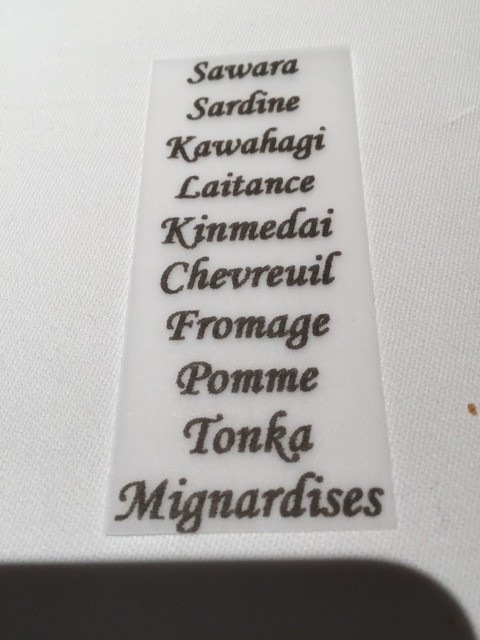 Sawara
Sardine
Kawahagi
Laitance
Kinmedai
Chevreuil
Fromage
Pomme
Tonka
Mignardises